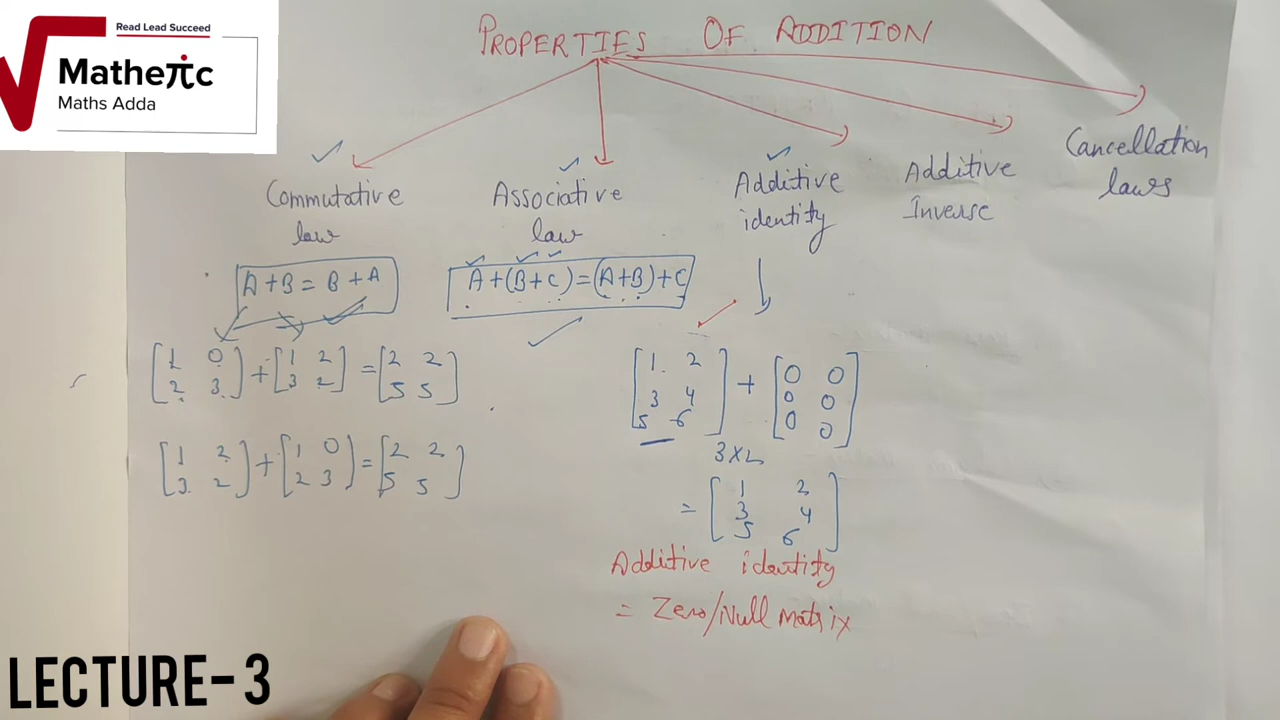 Read Lead Succeed
Matheπc
Maths Adda
PROPERTIES OF ADDITION
Commutative
law
Associative
law
Additive
identity
Additive
Inverse
Cancellation
laws
A+B = B+A
A+(B+C)=(A+B)+C
[1 0
2 3] + [1 2
3 2] = [2 2
5 5]
[1 2
3 2] + [1 0
2 3] = [2 2
5 5]
[1 2
3 4
5 6] + [0 0
0 0
0 0]
3×2
= [1 2
3 4
5 6]
Additive identity
= Zero/Null matrix
LECTURE-3